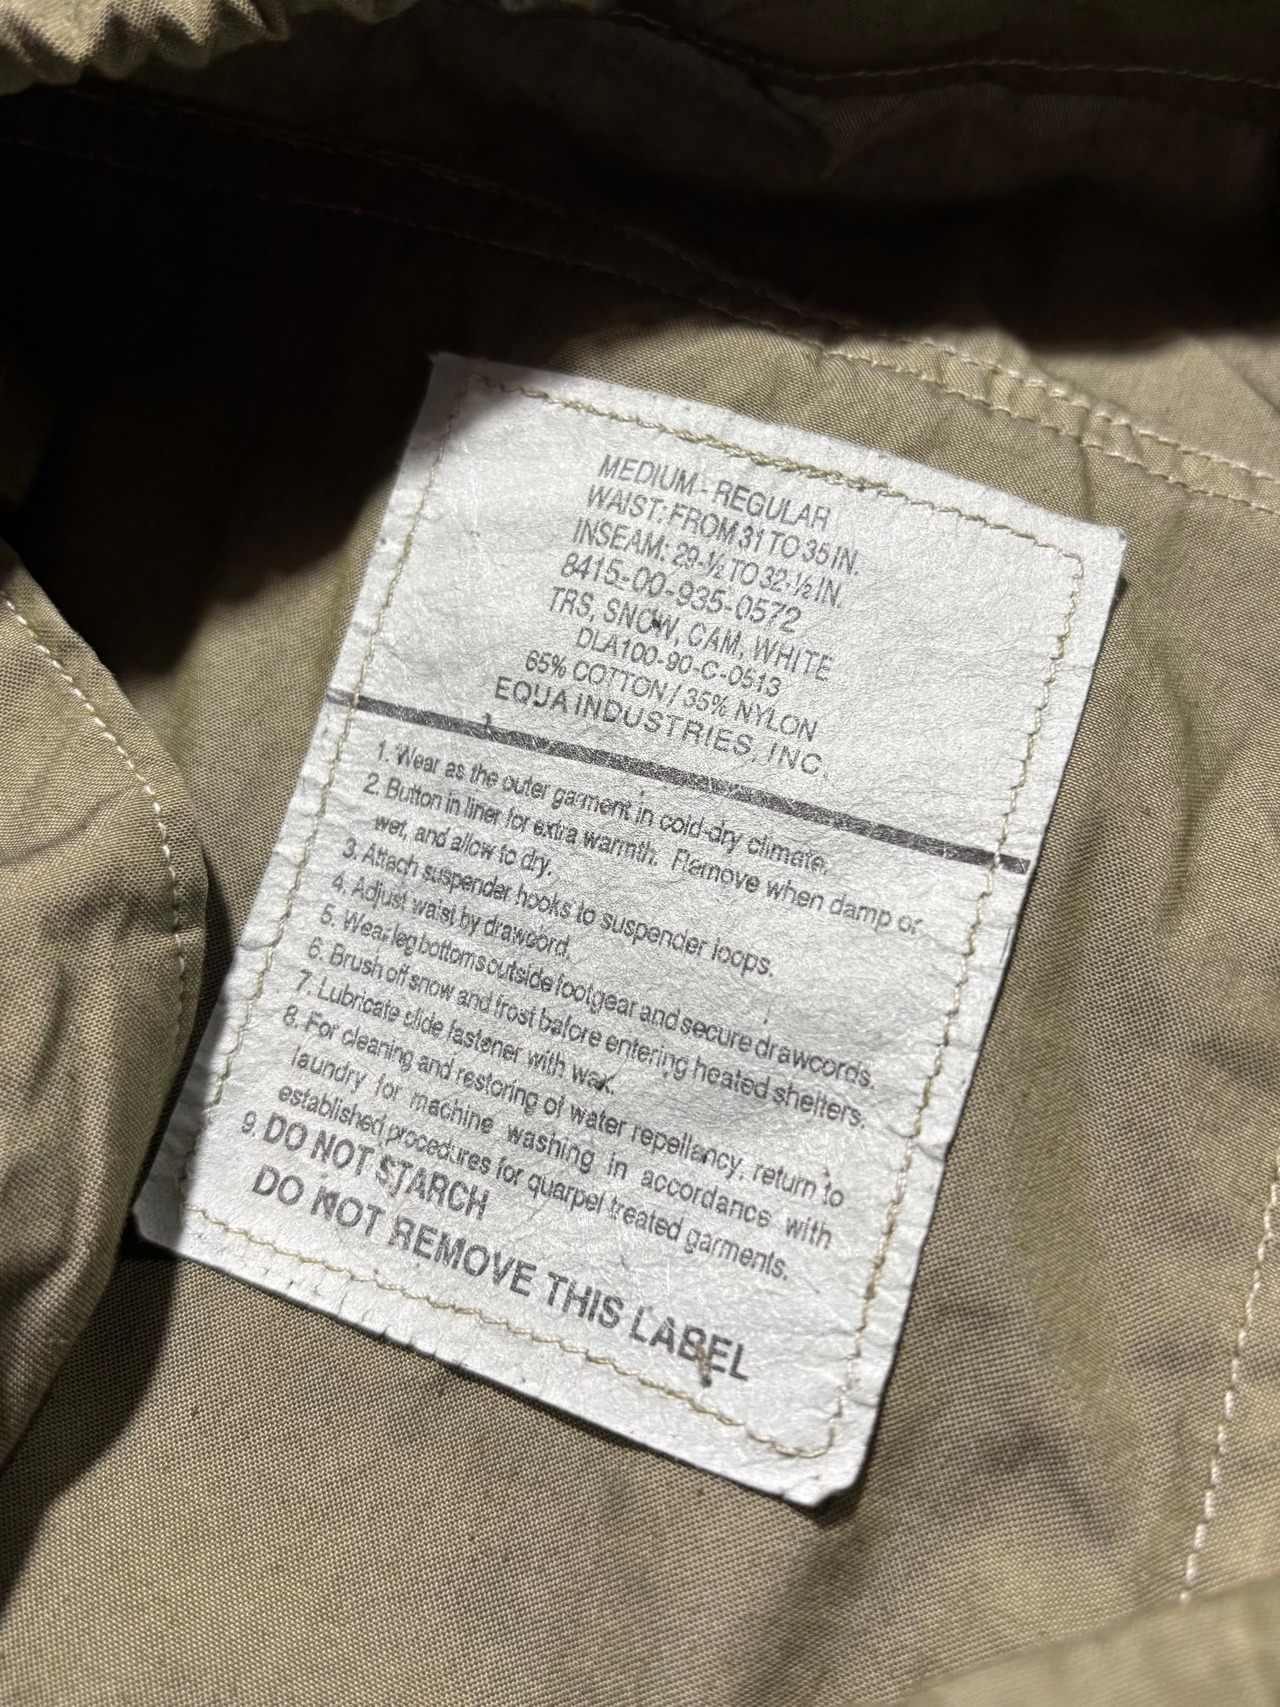 MEDIUM - REGULAR
WAIST: FROM 31 TO 35 IN.
INSEAM: 29-½ TO 32-½ IN.
8415-00-935-0572
TRS, SNOW, CAM, WHITE
DLA100-90-C-0513
65% COTTON / 35% NYLON
EQUA INDUSTRIES, INC.
1. Wear as the outer garment in cold-dry climate.
2. Button in liner for extra warmth. Remove when damp or
wet, and allow to dry.
3. Attach suspender hooks to suspender loops.
4. Adjust waist by drawcord.
5. Wear leg bottoms outside footgear and secure drawcords.
6. Brush off snow and frost before entering heated shelters.
7. Lubricate slide fastener with wax.
8. For cleaning and restoring of water repellancy, return to
laundry for machine washing in accordance with
established procedures for quarpel treated garments.
9. DO NOT STARCH
DO NOT REMOVE THIS LABEL